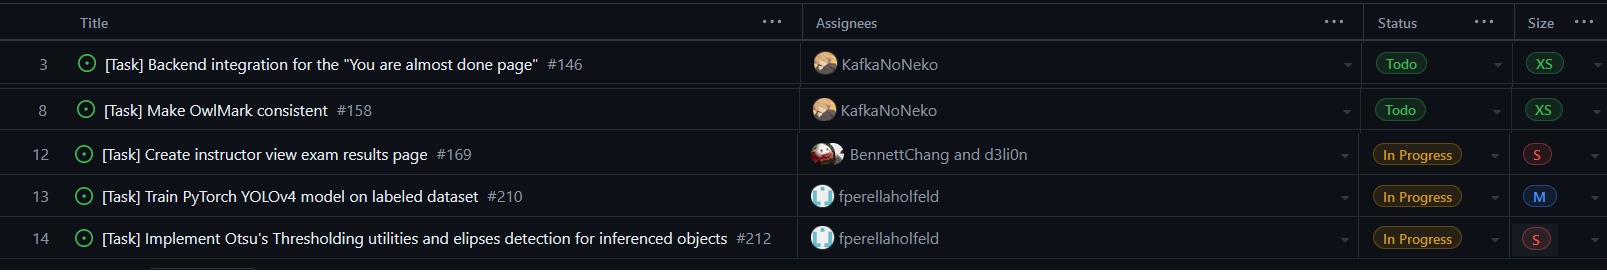 Title ... Assignees ... Status ... Size ...
3 [Task] Backend integration for the "You are almost done page" #146 KafkaNoNeko Todo XS
8 [Task] Make OwlMark consistent #158 KafkaNoNeko Todo XS
12 [Task] Create instructor view exam results page #169 BennettChang and d3li0n In Progress S
13 [Task] Train PyTorch YOLOv4 model on labeled dataset #210 fperellaholfeld In Progress M
14 [Task] Implement Otsu's Thresholding utilities and elipses detection for inferenced objects #212 fperellaholfeld In Progress S